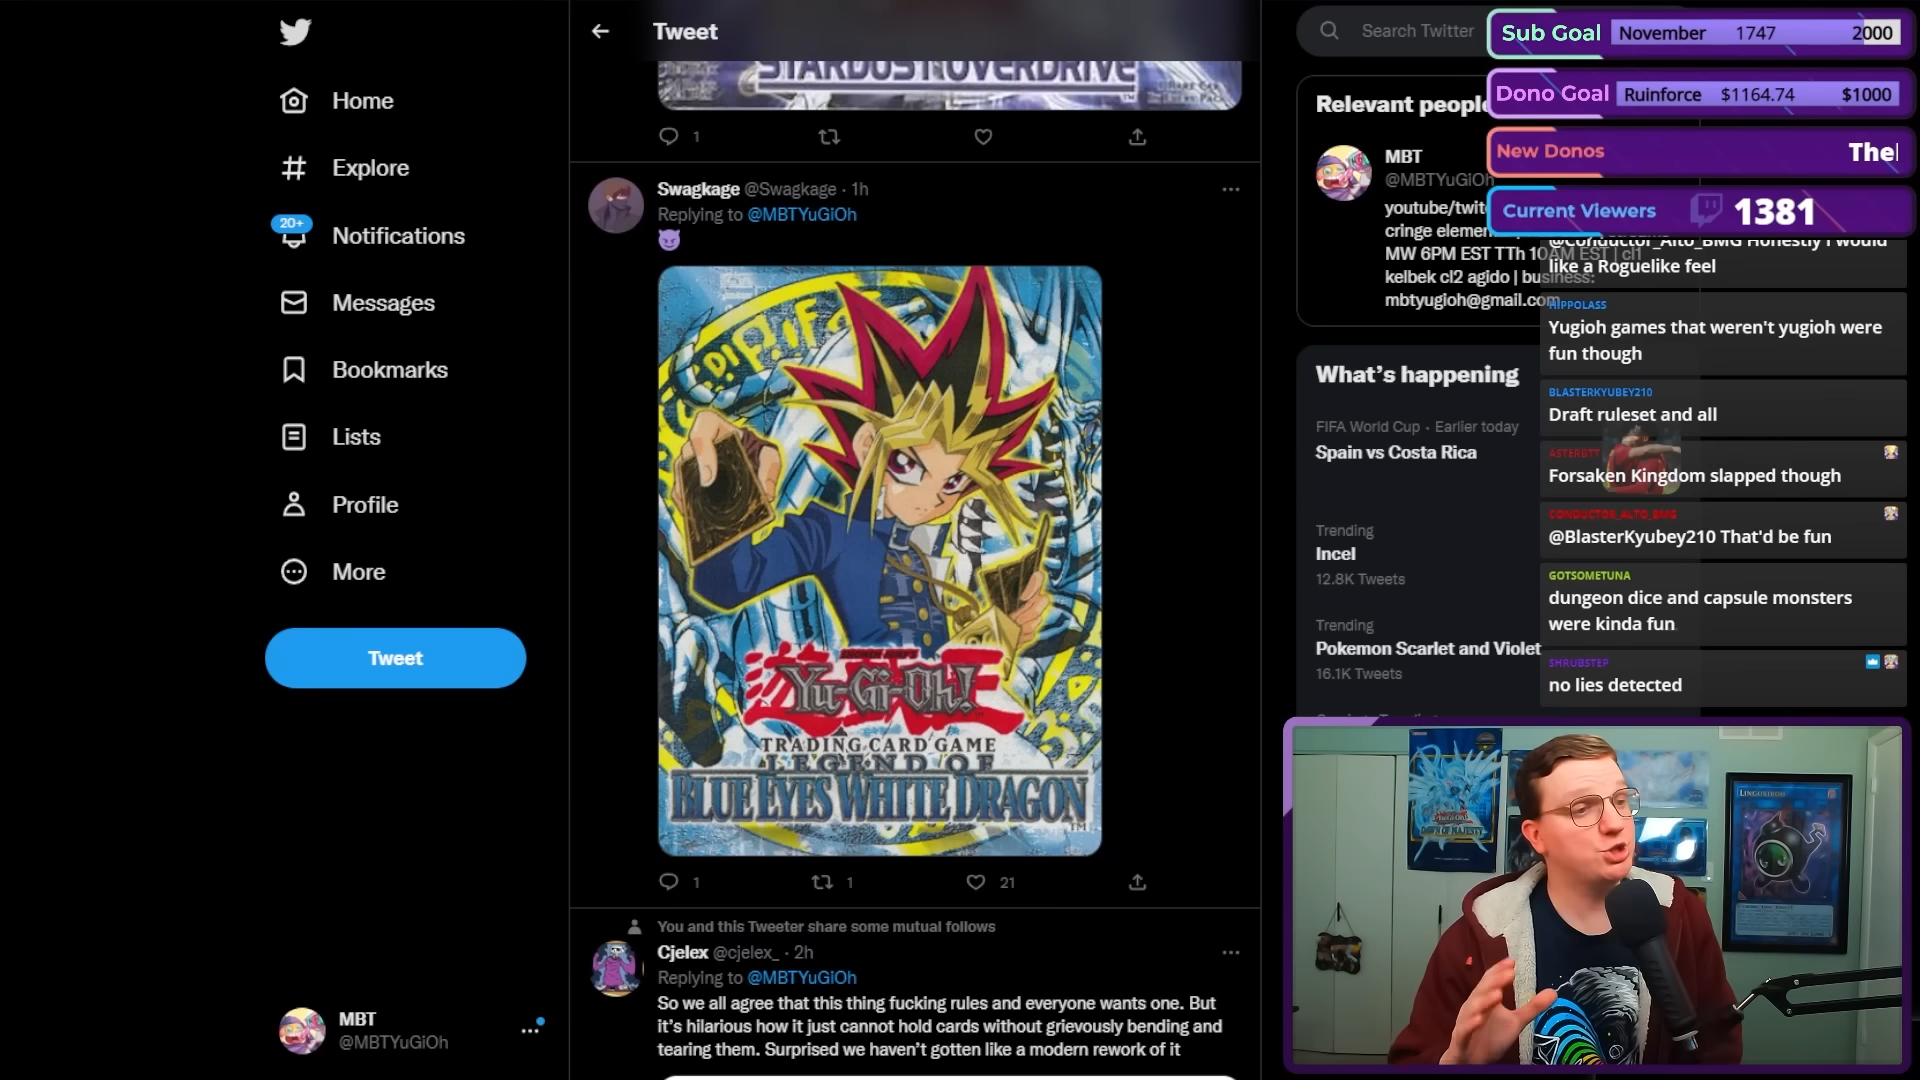 Home
Explore
20+
Notifications
Messages
Bookmarks
Lists
Profile
More
Tweet
MBT
@MBTYuGiOh
Tweet
STARDUST OVERDRIVE
1
Swagkage @Swagkage · 1h
Replying to @MBTYuGiOh
Yu-Gi-Oh!
TRADING CARD GAME
LEGEND OF
BLUE EYES WHITE DRAGON
1
1
21
You and this Tweeter share some mutual follows
Cjelex @cjelex_ · 2h
Replying to @MBTYuGiOh
So we all agree that this thing fucking rules and everyone wants one. But
it's hilarious how it just cannot hold cards without grievously bending and
tearing them. Surprised we haven't gotten like a modern rework of it
Search Twitter
Relevant people
MBT
@MBTYuGiOh
youtube/twit
cringe elemen
MW 6PM EST TTh 10AM EST | cl1
kelbek cl2 agido | business:
mbtyugioh@gmail.com
What's happening
FIFA World Cup · Earlier today
Spain vs Costa Rica
Trending
Incel
12.8K Tweets
Trending
Pokemon Scarlet and Violet
16.1K Tweets
Sub Goal November 1747 2000
Dono Goal Ruinforce $1164.74 $1000
New Donos The
Current Viewers 1381
@Conductor_Alto_BMG Honestly I would
like a Roguelike feel
HIPPOLASS
Yugioh games that weren't yugioh were
fun though
BLASTERKYUBEY210
Draft ruleset and all
Forsaken Kingdom slapped though
CONDUCTOR_ALTO_BMG
@BlasterKyubey210 That'd be fun
GOTSOMETUNA
dungeon dice and capsule monsters
were kinda fun
SHRUBSTEP
no lies detected
DAWN OF MAJESTY
LINGURIBOH